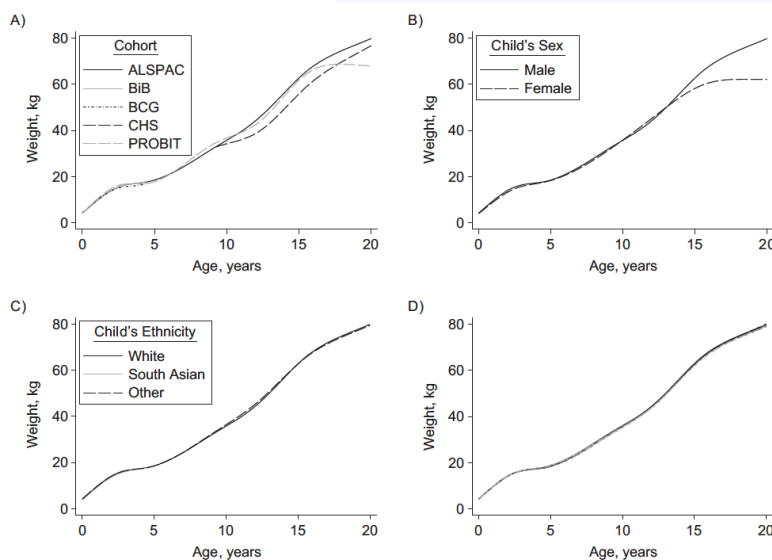 A)
Weight, kg
80
60
40
20
0
Cohort
ALSPAC
BiB
BCG
CHS
PROBIT
0 5 10 15 20
Age, years
B)
Weight, kg
80
60
40
20
0
Child's Sex
Male
Female
0 5 10 15 20
Age, years
C)
Weight, kg
80
60
40
20
0
Child's Ethnicity
White
South Asian
Other
0 5 10 15 20
Age, years
D)
Weight, kg
80
60
40
20
0
0 5 10 15 20
Age, years